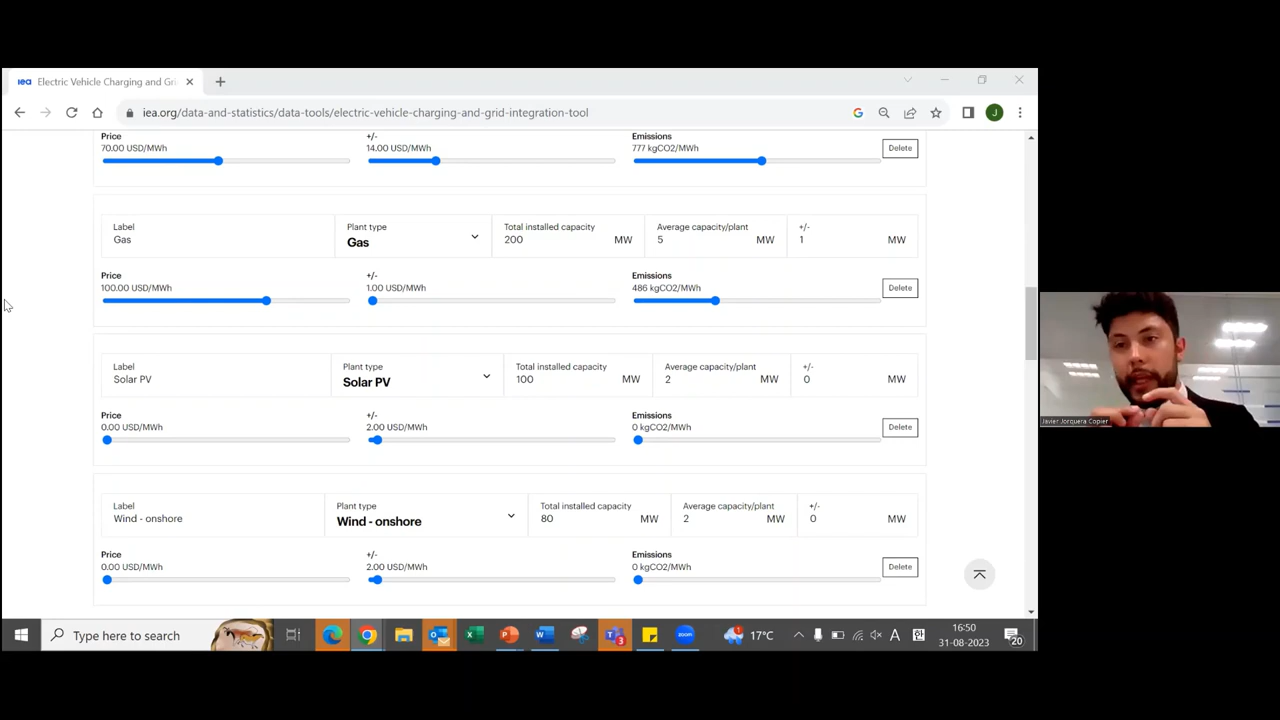 iea Electric Vehicle Charging and Gri
iea.org/data-and-statistics/data-tools/electric-vehicle-charging-and-grid-integration-tool
J
Price +/- Emissions
70.00 USD/MWh 14.00 USD/MWh 777 kgCO2/MWh Delete
Label Plant type Total installed capacity Average capacity/plant +/-
Gas Gas 200 MW 5 MW 1 MW
Price +/- Emissions
100.00 USD/MWh 1.00 USD/MWh 486 kgCO2/MWh Delete
Label Plant type Total installed capacity Average capacity/plant +/-
Solar PV Solar PV 100 MW 2 MW 0 MW
Price +/- Emissions
0.00 USD/MWh 2.00 USD/MWh 0 kgCO2/MWh Delete
Label Plant type Total installed capacity Average capacity/plant +/-
Wind - onshore Wind - onshore 80 MW 2 MW 0 MW
Price +/- Emissions
0.00 USD/MWh 2.00 USD/MWh 0 kgCO2/MWh Delete
Javier Jorquera Copier
Type here to search 3 zoom 17°C A 한 16:50
31-08-2023 20